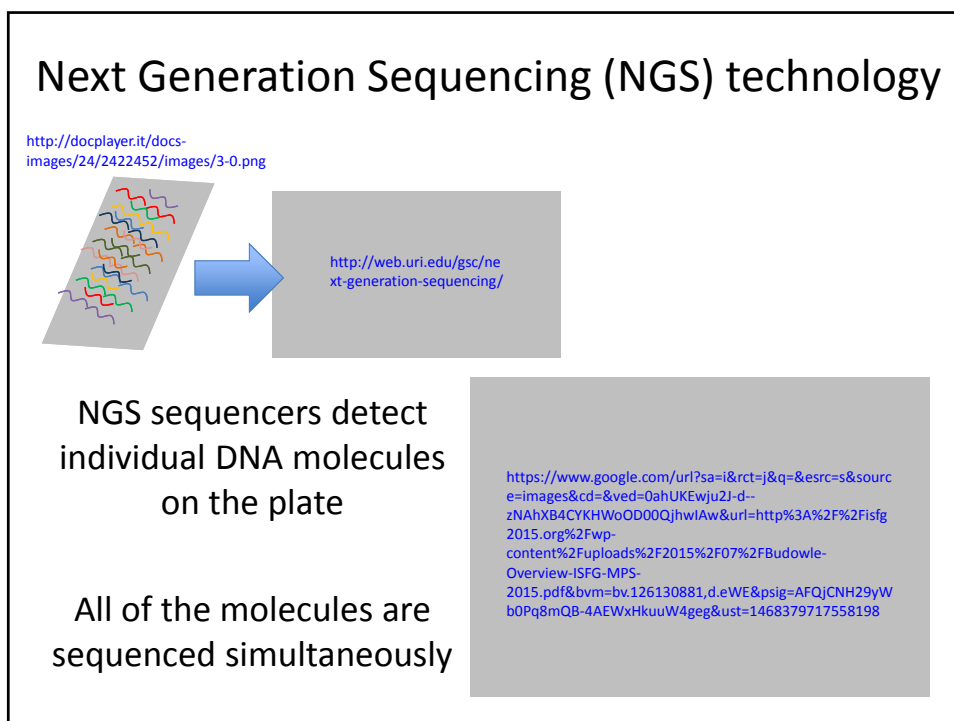 Next Generation Sequencing (NGS) technology
http://docplayer.it/docs-
images/24/2422452/images/3-0.png
http://web.uri.edu/gsc/ne
xt-generation-sequencing/
NGS sequencers detect
individual DNA molecules
on the plate
All of the molecules are
sequenced simultaneously
https://www.google.com/url?sa=i&rct=j&q=&esrc=s&sourc
e=images&cd=&ved=0ahUKEwju2J-d--
zNAhXB4CYKHWoOD00QjhwIAw&url=http%3A%2F%2Fisfg
2015.org%2Fwp-
content%2Fuploads%2F2015%2F07%2FBudowle-
Overview-ISFG-MPS-
2015.pdf&bvm=bv.126130881,d.eWE&psig=AFQjCNH29yW
b0Pq8mQB-4AEWxHkuuW4geg&ust=1468379717558198